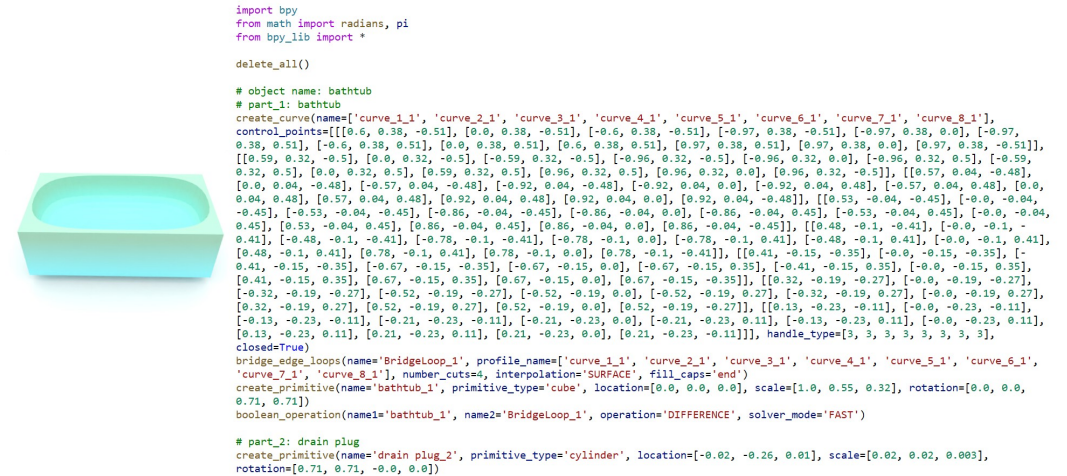 import bpy
from math import radians, pi
from bpy_lib import *
delete_all()
# object name: bathtub
# part_1: bathtub
create_curve(name=['curve_1_1', 'curve_2_1', 'curve_3_1', 'curve_4_1', 'curve_5_1', 'curve_6_1', 'curve_7_1', 'curve_8_1'],
control_points=[[[0.6, 0.38, -0.51], [0.0, 0.38, -0.51], [-0.6, 0.38, -0.51], [-0.97, 0.38, -0.51], [-0.97, 0.38, 0.0], [-0.97,
0.38, 0.51], [-0.6, 0.38, 0.51], [0.0, 0.38, 0.51], [0.6, 0.38, 0.51], [0.97, 0.38, 0.51], [0.97, 0.38, 0.0], [0.97, 0.38, -0.51]],
[[0.59, 0.32, -0.5], [0.0, 0.32, -0.5], [-0.59, 0.32, -0.5], [-0.96, 0.32, -0.5], [-0.96, 0.32, 0.0], [-0.96, 0.32, 0.5], [-0.59,
0.32, 0.5], [0.0, 0.32, 0.5], [0.59, 0.32, 0.5], [0.96, 0.32, 0.5], [0.96, 0.32, 0.0], [0.96, 0.32, -0.5]], [[0.57, 0.04, -0.48],
[0.0, 0.04, -0.48], [-0.57, 0.04, -0.48], [-0.92, 0.04, -0.48], [-0.92, 0.04, 0.0], [-0.92, 0.04, 0.48], [-0.57, 0.04, 0.48], [0.0,
0.04, 0.48], [0.57, 0.04, 0.48], [0.92, 0.04, 0.48], [0.92, 0.04, 0.0], [0.92, 0.04, -0.48]], [[0.53, -0.04, -0.45], [-0.0, -0.04,
-0.45], [-0.53, -0.04, -0.45], [-0.86, -0.04, -0.45], [-0.86, -0.04, 0.0], [-0.86, -0.04, 0.45], [-0.53, -0.04, 0.45], [-0.0, -0.04,
0.45], [0.53, -0.04, 0.45], [0.86, -0.04, 0.45], [0.86, -0.04, 0.0], [0.86, -0.04, -0.45]], [[0.48, -0.1, -0.41], [-0.0, -0.1, -
0.41], [-0.48, -0.1, -0.41], [-0.78, -0.1, -0.41], [-0.78, -0.1, 0.0], [-0.78, -0.1, 0.41], [-0.48, -0.1, 0.41], [-0.0, -0.1, 0.41],
[0.48, -0.1, 0.41], [0.78, -0.1, 0.41], [0.78, -0.1, 0.0], [0.78, -0.1, -0.41]], [[0.41, -0.15, -0.35], [-0.0, -0.15, -0.35], [-
0.41, -0.15, -0.35], [-0.67, -0.15, -0.35], [-0.67, -0.15, 0.0], [-0.67, -0.15, 0.35], [-0.41, -0.15, 0.35], [-0.0, -0.15, 0.35],
[0.41, -0.15, 0.35], [0.67, -0.15, 0.35], [0.67, -0.15, 0.0], [0.67, -0.15, -0.35]], [[0.32, -0.19, -0.27], [-0.0, -0.19, -0.27],
[-0.32, -0.19, -0.27], [-0.52, -0.19, -0.27], [-0.52, -0.19, 0.0], [-0.52, -0.19, 0.27], [-0.32, -0.19, 0.27], [-0.0, -0.19, 0.27],
[0.32, -0.19, 0.27], [0.52, -0.19, 0.27], [0.52, -0.19, 0.0], [0.52, -0.19, -0.27]], [[0.13, -0.23, -0.11], [-0.0, -0.23, -0.11],
[-0.13, -0.23, -0.11], [-0.21, -0.23, -0.11], [-0.21, -0.23, 0.0], [-0.21, -0.23, 0.11], [-0.13, -0.23, 0.11], [-0.0, -0.23, 0.11],
[0.13, -0.23, 0.11], [0.21, -0.23, 0.11], [0.21, -0.23, 0.0], [0.21, -0.23, -0.11]]], handle_type=[3, 3, 3, 3, 3, 3, 3, 3],
closed=True)
bridge_edge_loops(name='BridgeLoop_1', profile_name=['curve_1_1', 'curve_2_1', 'curve_3_1', 'curve_4_1', 'curve_5_1', 'curve_6_1',
'curve_7_1', 'curve_8_1'], number_cuts=4, interpolation='SURFACE', fill_caps='end')
create_primitive(name='bathtub_1', primitive_type='cube', location=[0.0, 0.0, 0.0], scale=[1.0, 0.55, 0.32], rotation=[0.0, 0.0,
0.71, 0.71])
boolean_operation(name1='bathtub_1', name2='BridgeLoop_1', operation='DIFFERENCE', solver_mode='FAST')
# part_2: drain plug
create_primitive(name='drain plug_2', primitive_type='cylinder', location=[-0.02, -0.26, 0.01], scale=[0.02, 0.02, 0.003],
rotation=[0.71, 0.71, -0.0, 0.0])